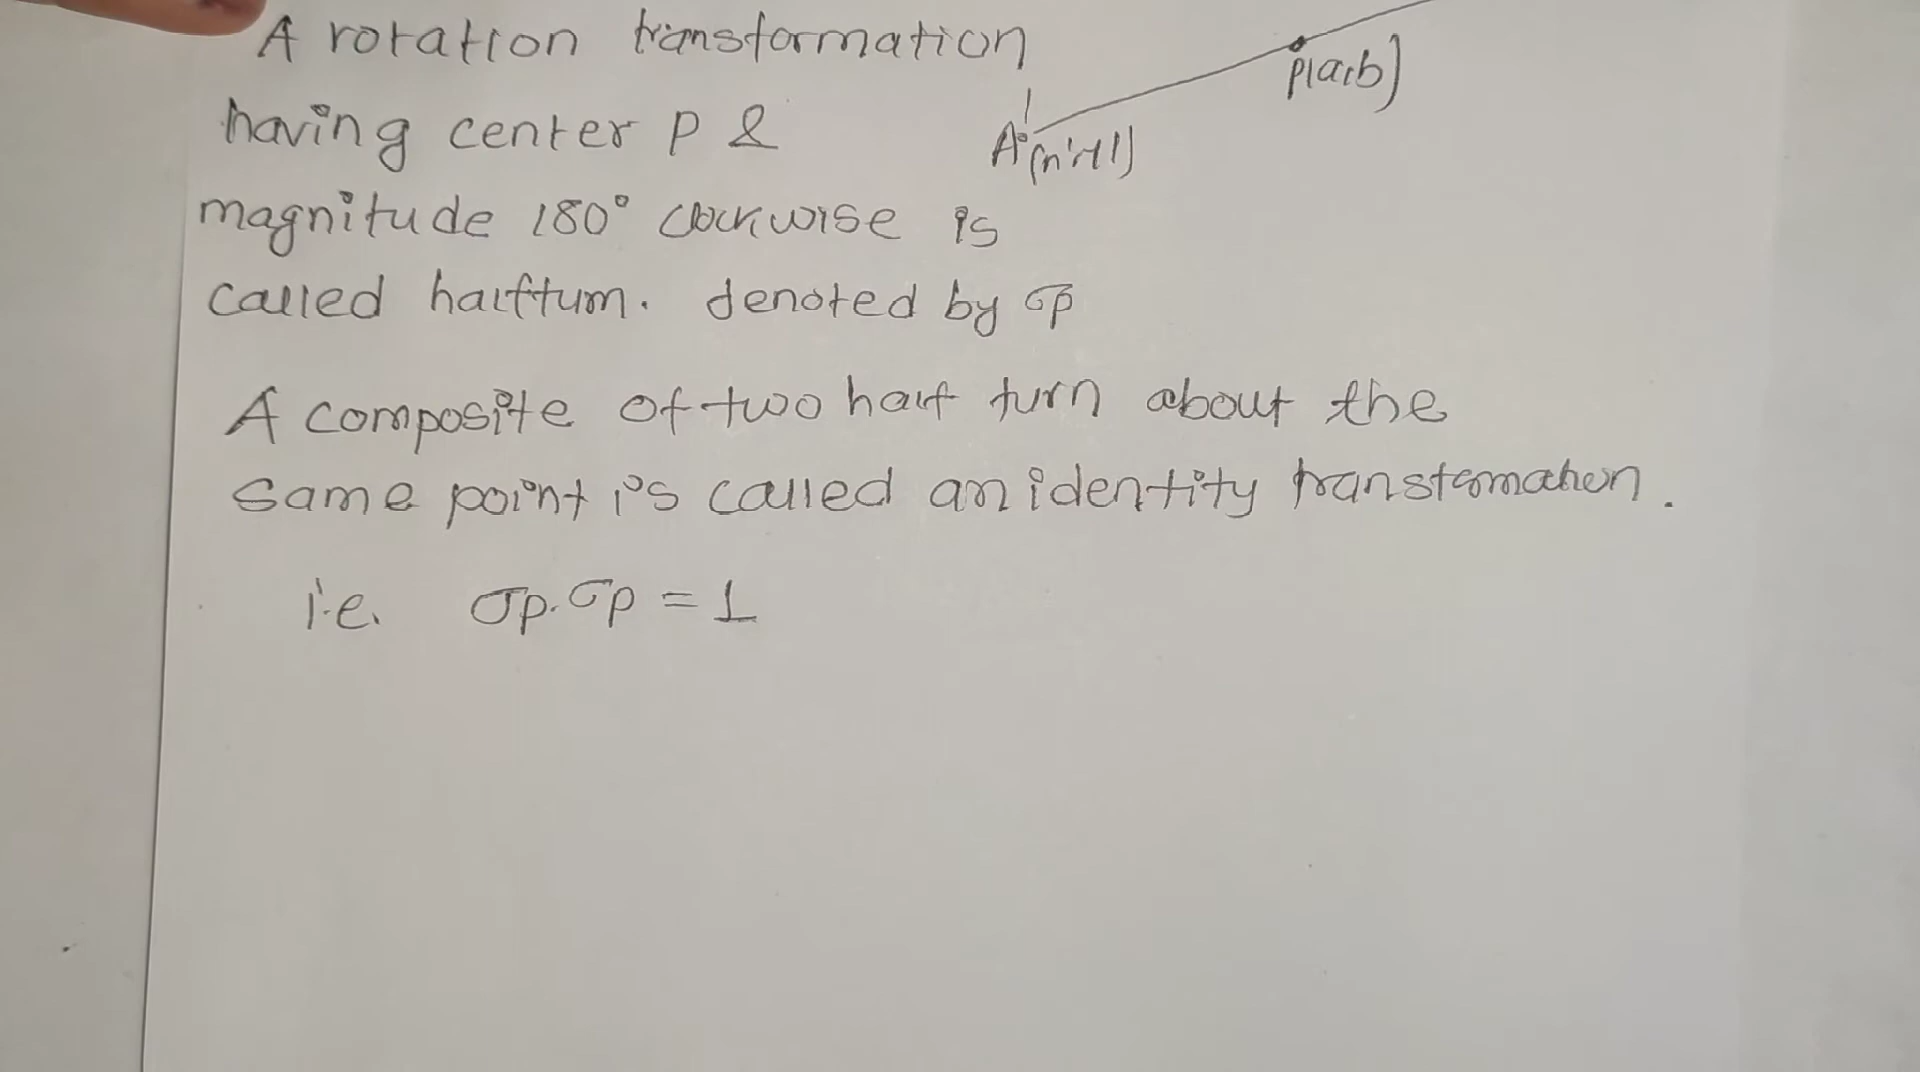 A rotation transformation
P(a,b)
having center P &
A'(x',y')
magnitude 180° clockwise is
called halfturn. denoted by σp
A composite of two half turn about the
same point is called an identity transformation.
i.e. σp.σp = 1